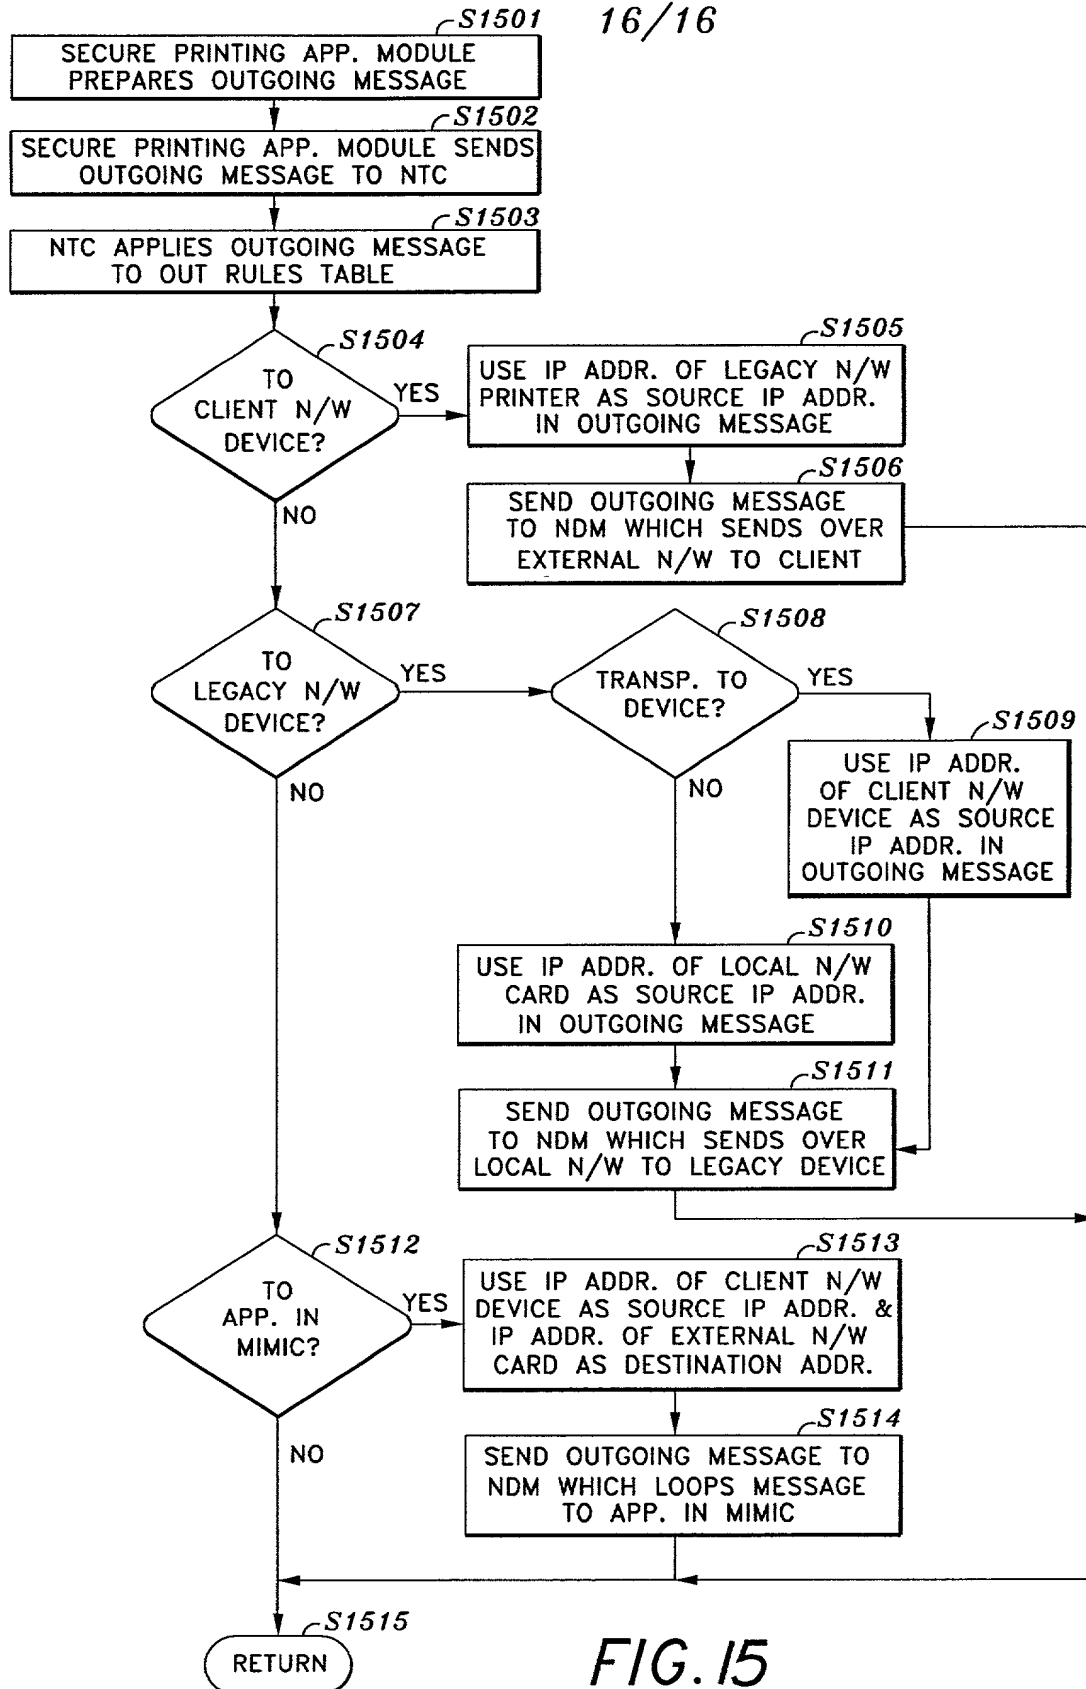 16/16
S1501
SECURE PRINTING APP. MODULE
PREPARES OUTGOING MESSAGE
S1502
SECURE PRINTING APP. MODULE SENDS
OUTGOING MESSAGE TO NTC
S1503
NTC APPLIES OUTGOING MESSAGE
TO OUT RULES TABLE
S1504
TO
CLIENT N/W
DEVICE?
YES
NO
S1505
USE IP ADDR. OF LEGACY N/W
PRINTER AS SOURCE IP ADDR.
IN OUTGOING MESSAGE
S1506
SEND OUTGOING MESSAGE
TO NDM WHICH SENDS OVER
EXTERNAL N/W TO CLIENT
S1507
TO
LEGACY N/W
DEVICE?
YES
NO
S1508
TRANSP. TO
DEVICE?
YES
NO
S1509
USE IP ADDR.
OF CLIENT N/W
DEVICE AS SOURCE
IP ADDR. IN
OUTGOING MESSAGE
S1510
USE IP ADDR. OF LOCAL N/W
CARD AS SOURCE IP ADDR.
IN OUTGOING MESSAGE
S1511
SEND OUTGOING MESSAGE
TO NDM WHICH SENDS OVER
LOCAL N/W TO LEGACY DEVICE
S1512
TO
APP. IN
MIMIC?
YES
NO
S1513
USE IP ADDR. OF CLIENT N/W
DEVICE AS SOURCE IP ADDR. &
IP ADDR. OF EXTERNAL N/W
CARD AS DESTINATION ADDR.
S1514
SEND OUTGOING MESSAGE TO
NDM WHICH LOOPS MESSAGE
TO APP. IN MIMIC
S1515
RETURN
FIG. 15